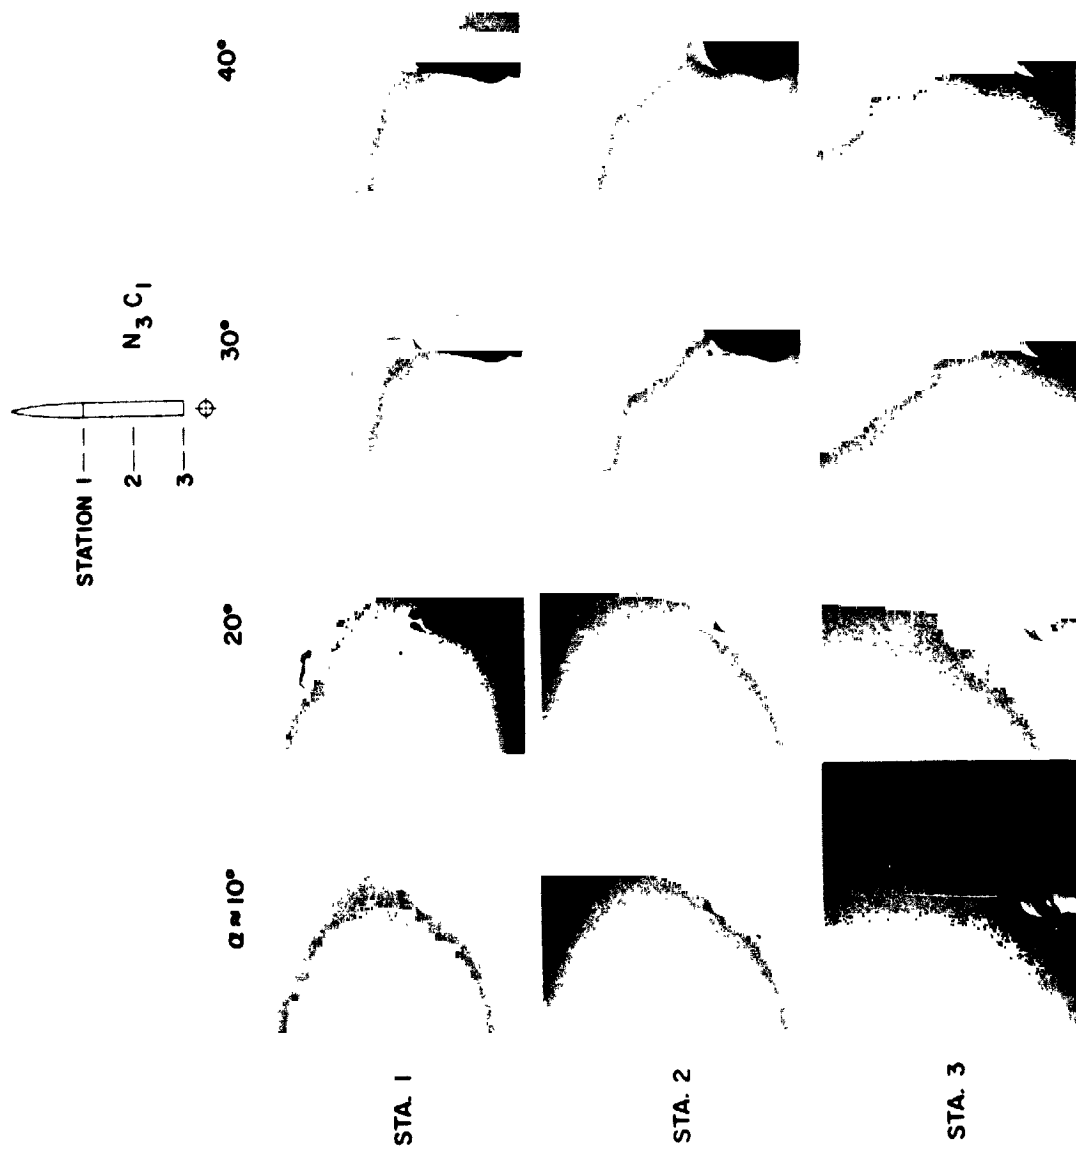 STATION 1
2
3
N3 C1
α≈10°
20°
30°
40°
STA. 1
STA. 2
STA. 3